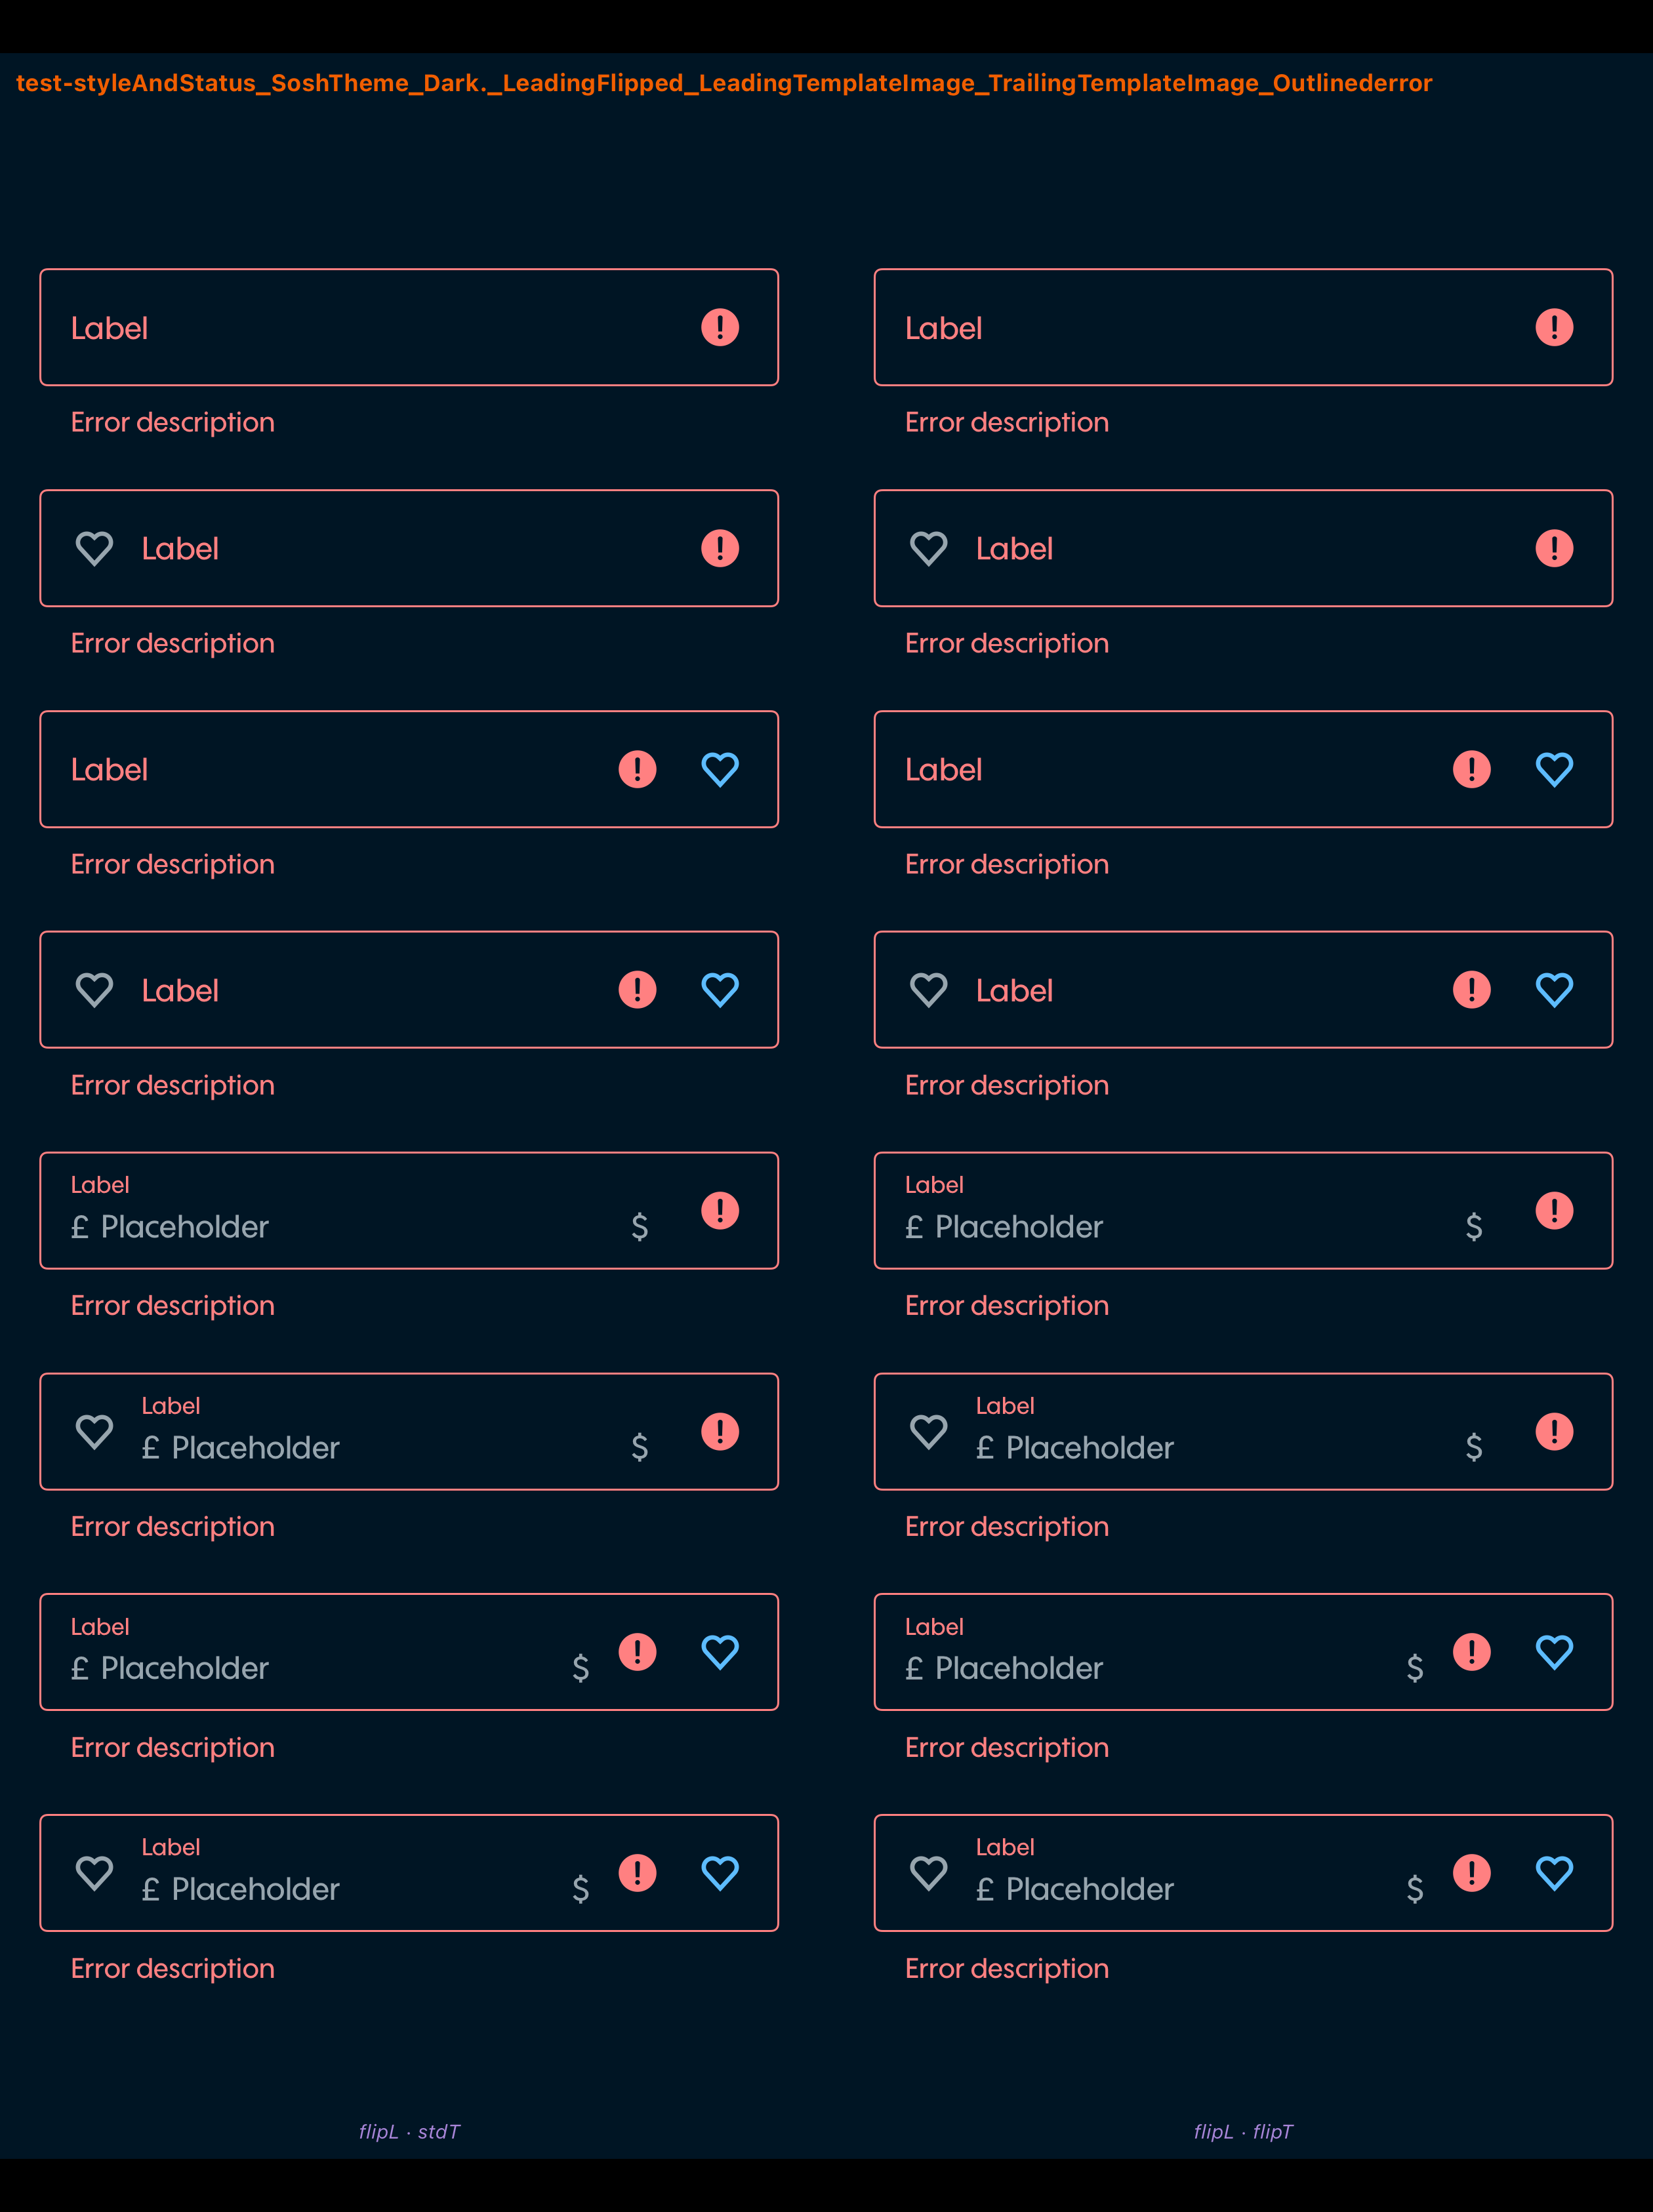 test-styleAndStatus_SoshTheme_Dark._LeadingFlipped_LeadingTemplateImage_TrailingTemplateImage_Outlinederror
Label
Error description
Label
Error description
Label
Error description
Label
Error description
Label
£ Placeholder $
Error description
Label
£ Placeholder $
Error description
Label
£ Placeholder $
Error description
Label
£ Placeholder $
Error description
flipL · stdT
Label
Error description
Label
Error description
Label
Error description
Label
Error description
Label
£ Placeholder $
Error description
Label
£ Placeholder $
Error description
Label
£ Placeholder $
Error description
Label
£ Placeholder $
Error description
flipL · flipT